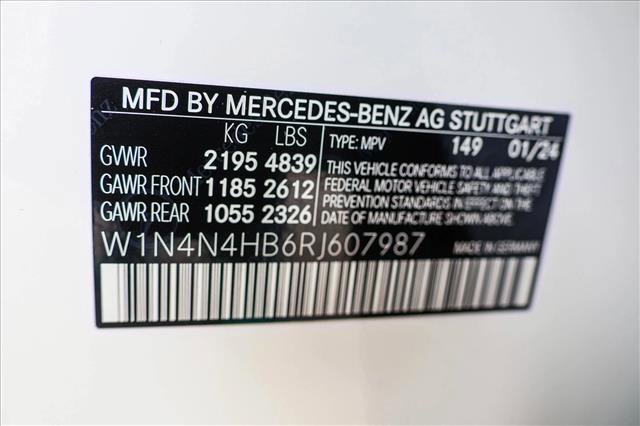 MFD BY MERCEDES-BENZ AG STUTTGART
KG LBS
GVWR 2195 4839
GAWR FRONT 1185 2612
GAWR REAR 1055 2326
TYPE: MPV 149 01/24
THIS VEHICLE CONFORMS TO ALL APPLICABLE
FEDERAL MOTOR VEHICLE SAFETY AND THEFT
PREVENTION STANDARDS IN EFFECT ON THE
DATE OF MANUFACTURE SHOWN ABOVE.
W1N4N4HB6RJ607987 MADE IN GERMANY